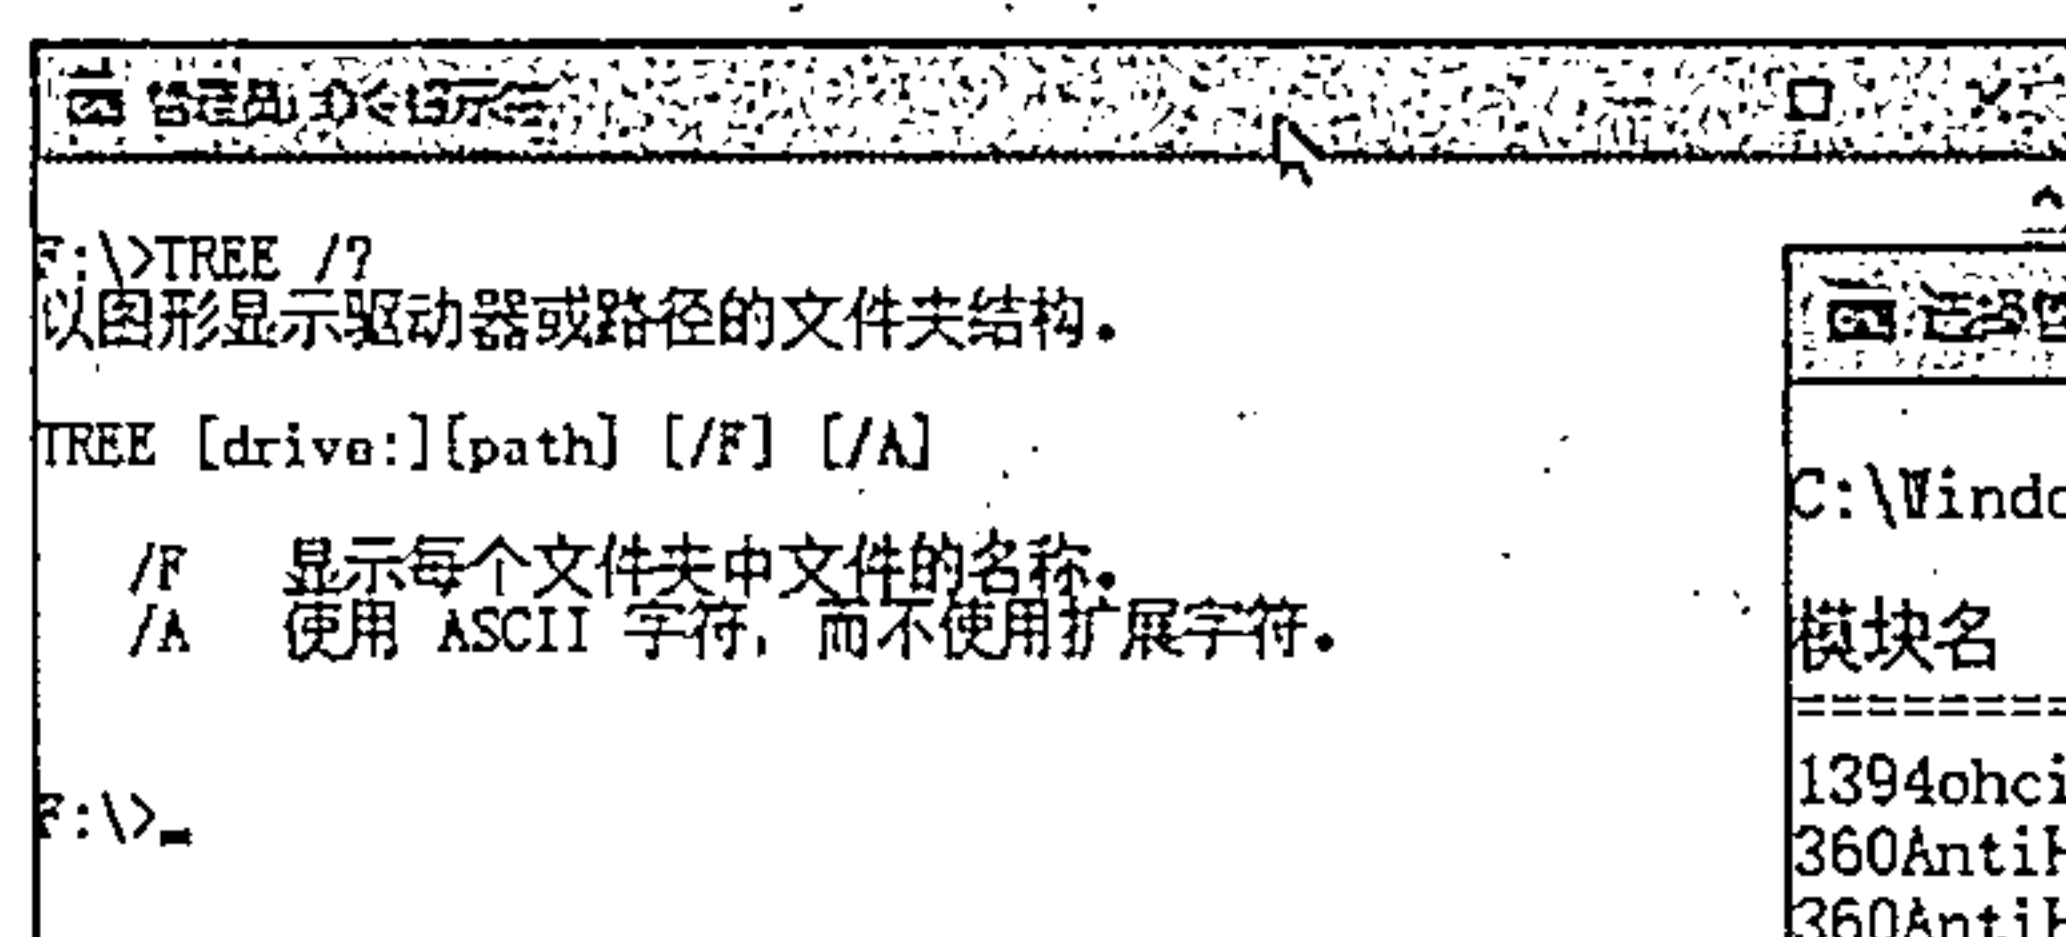 F:\>TREE /?
以图形显示驱动器或路径的文件夹结构。
TREE [drive:][path] [/F] [/A]
/F 显示每个文件夹中文件的名称。
/A 使用 ASCII 字符，而不使用扩展字符。
F:\>_
C:\Windo
模块名
========
1394ohci
360AntiH
360AntiH